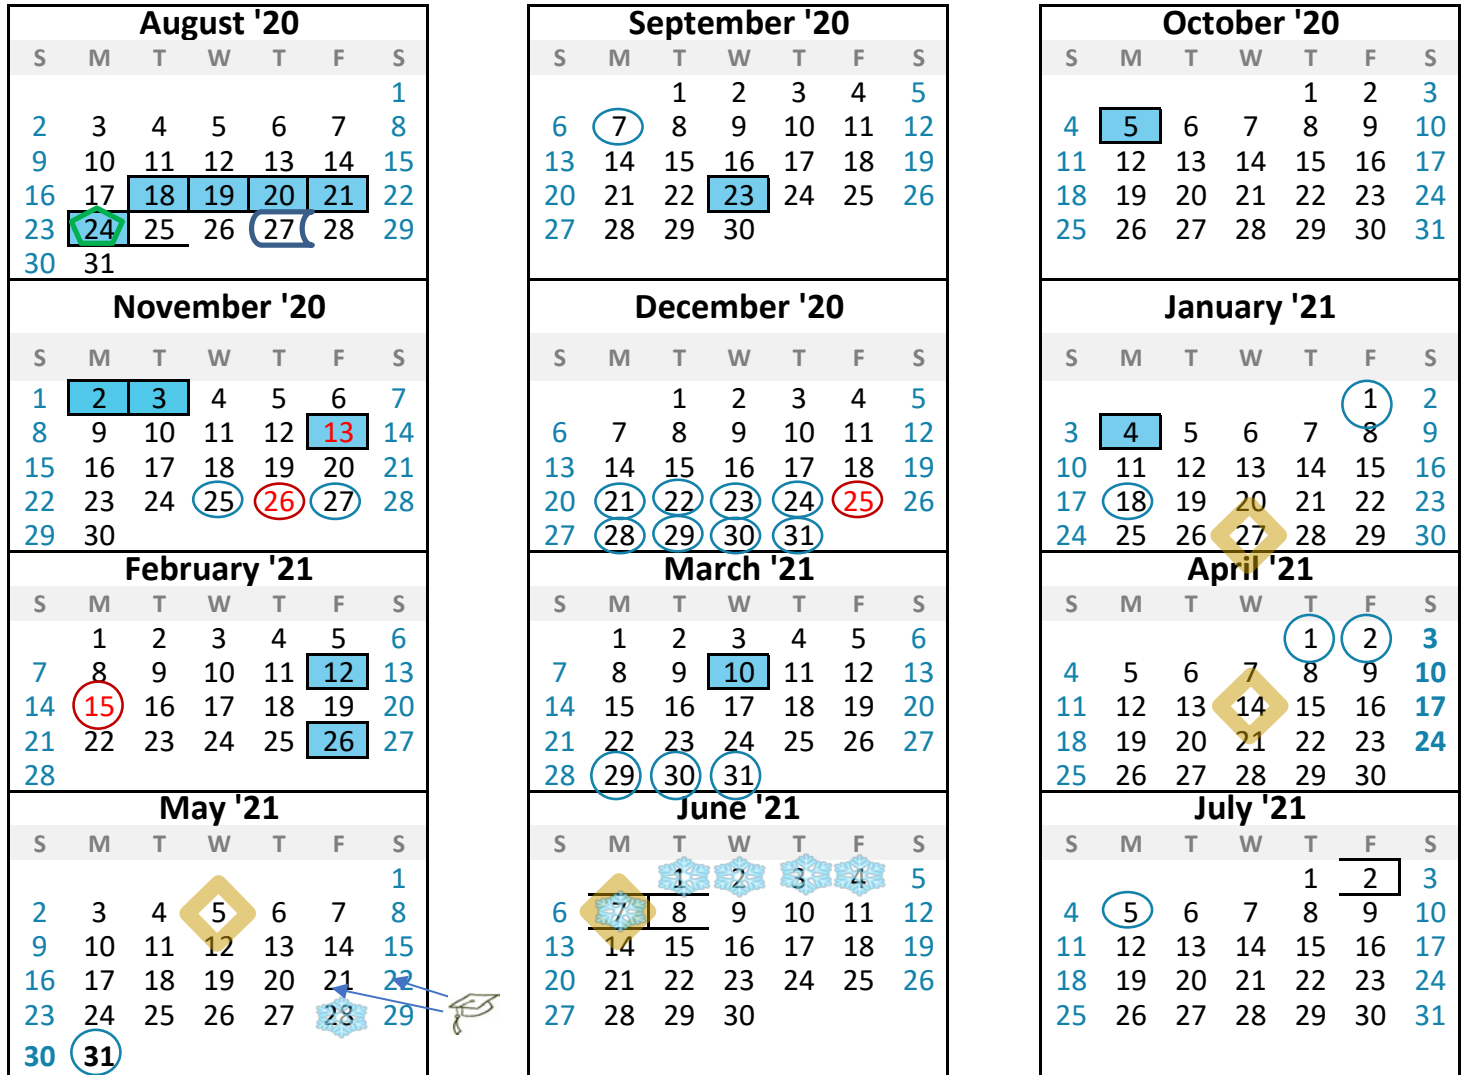 August '20
S M T W T F S
1
2 3 4 5 6 7 8
9 10 11 12 13 14 15
16 17 18 19 20 21 22
23 24 25 26 27 28 29
30 31
September '20
S M T W T F S
1 2 3 4 5
6 7 8 9 10 11 12
13 14 15 16 17 18 19
20 21 22 23 24 25 26
27 28 29 30
October '20
S M T W T F S
1 2 3
4 5 6 7 8 9 10
11 12 13 14 15 16 17
18 19 20 21 22 23 24
25 26 27 28 29 30 31
November '20
S M T W T F S
1 2 3 4 5 6 7
8 9 10 11 12 13 14
15 16 17 18 19 20 21
22 23 24 25 26 27 28
29 30
December '20
S M T W T F S
1 2 3 4 5
6 7 8 9 10 11 12
13 14 15 16 17 18 19
20 21 22 23 24 25 26
27 28 29 30 31
January '21
S M T W T F S
1 2
3 4 5 6 7 8 9
10 11 12 13 14 15 16
17 18 19 20 21 22 23
24 25 26 27 28 29 30
February '21
S M T W T F S
1 2 3 4 5 6
7 8 9 10 11 12 13
14 15 16 17 18 19 20
21 22 23 24 25 26 27
28
March '21
S M T W T F S
1 2 3 4 5 6
7 8 9 10 11 12 13
14 15 16 17 18 19 20
21 22 23 24 25 26 27
28 29 30 31
April '21
S M T W T F S
1 2 3
4 5 6 7 8 9 10
11 12 13 14 15 16 17
18 19 20 21 22 23 24
25 26 27 28 29 30
May '21
S M T W T F S
1
2 3 4 5 6 7 8
9 10 11 12 13 14 15
16 17 18 19 20 21 22
23 24 25 26 27 28 29
30 31
June '21
S M T W T F S
1 2 3 4 5
6 7 8 9 10 11 12
13 14 15 16 17 18 19
20 21 22 23 24 25 26
27 28 29 30
July '21
S M T W T F S
1 2 3
4 5 6 7 8 9 10
11 12 13 14 15 16 17
18 19 20 21 22 23 24
25 26 27 28 29 30 31